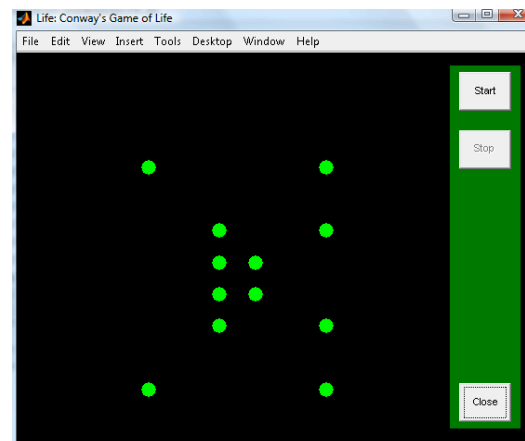 Life: Conway's Game of Life
File Edit View Insert Tools Desktop Window Help
Start
Stop
Close